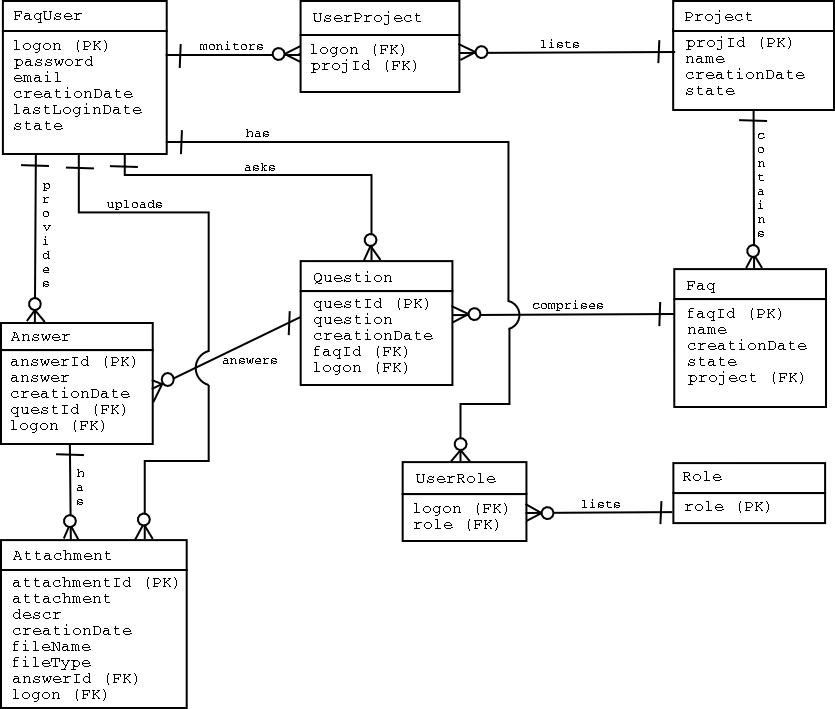 FaqUser
logon (PK)
password
email
creationDate
lastLoginDate
state
monitors
UserProject
logon (FK)
projId (FK)
lists
Project
projId (PK)
name
creationDate
state
has
asks
uploads
provides
contains
Question
questId (PK)
question
creationDate
faqId (FK)
logon (FK)
comprises
Faq
faqId (PK)
name
creationDate
state
project (FK)
Answer
answerId (PK)
answer
creationDate
questId (FK)
logon (FK)
answers
has
UserRole
logon (FK)
role (FK)
lists
Role
role (PK)
Attachment
attachmentId (PK)
attachment
descr
creationDate
fileName
fileType
answerId (FK)
logon (FK)